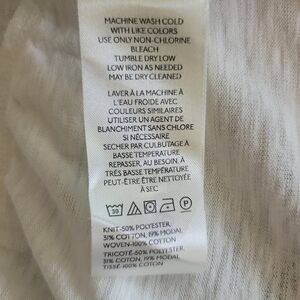 MACHINE WASH COLD
WITH LIKE COLORS
USE ONLY NON-CHLORINE
BLEACH
TUMBLE DRY LOW
LOW IRON AS NEEDED
MAY BE DRY CLEANED
LAVER À LA MACHINE À
L'EAU FROIDE AVEC
COULEURS SIMILAIRES
UTILISER UN AGENT DE
BLANCHIMENT SANS CHLORE
SI NÉCESSAIRE
SECHER PAR CULBUTAGE À
BASSE TEMPERATURE
REPASSER, AU BESOIN, À
TRÈS BASSE TEMPÉRATURE
PEUT-ÊTRE ÊTRE NETTOYÉE
À SEC
30 P
KNIT-50% POLYESTER,
31% COTTON, 19% MODAL
WOVEN-100% COTTON
TRICOTÉ-50% POLYESTER,
31% COTON, 19% MODAL
TISSÉ-100% COTON